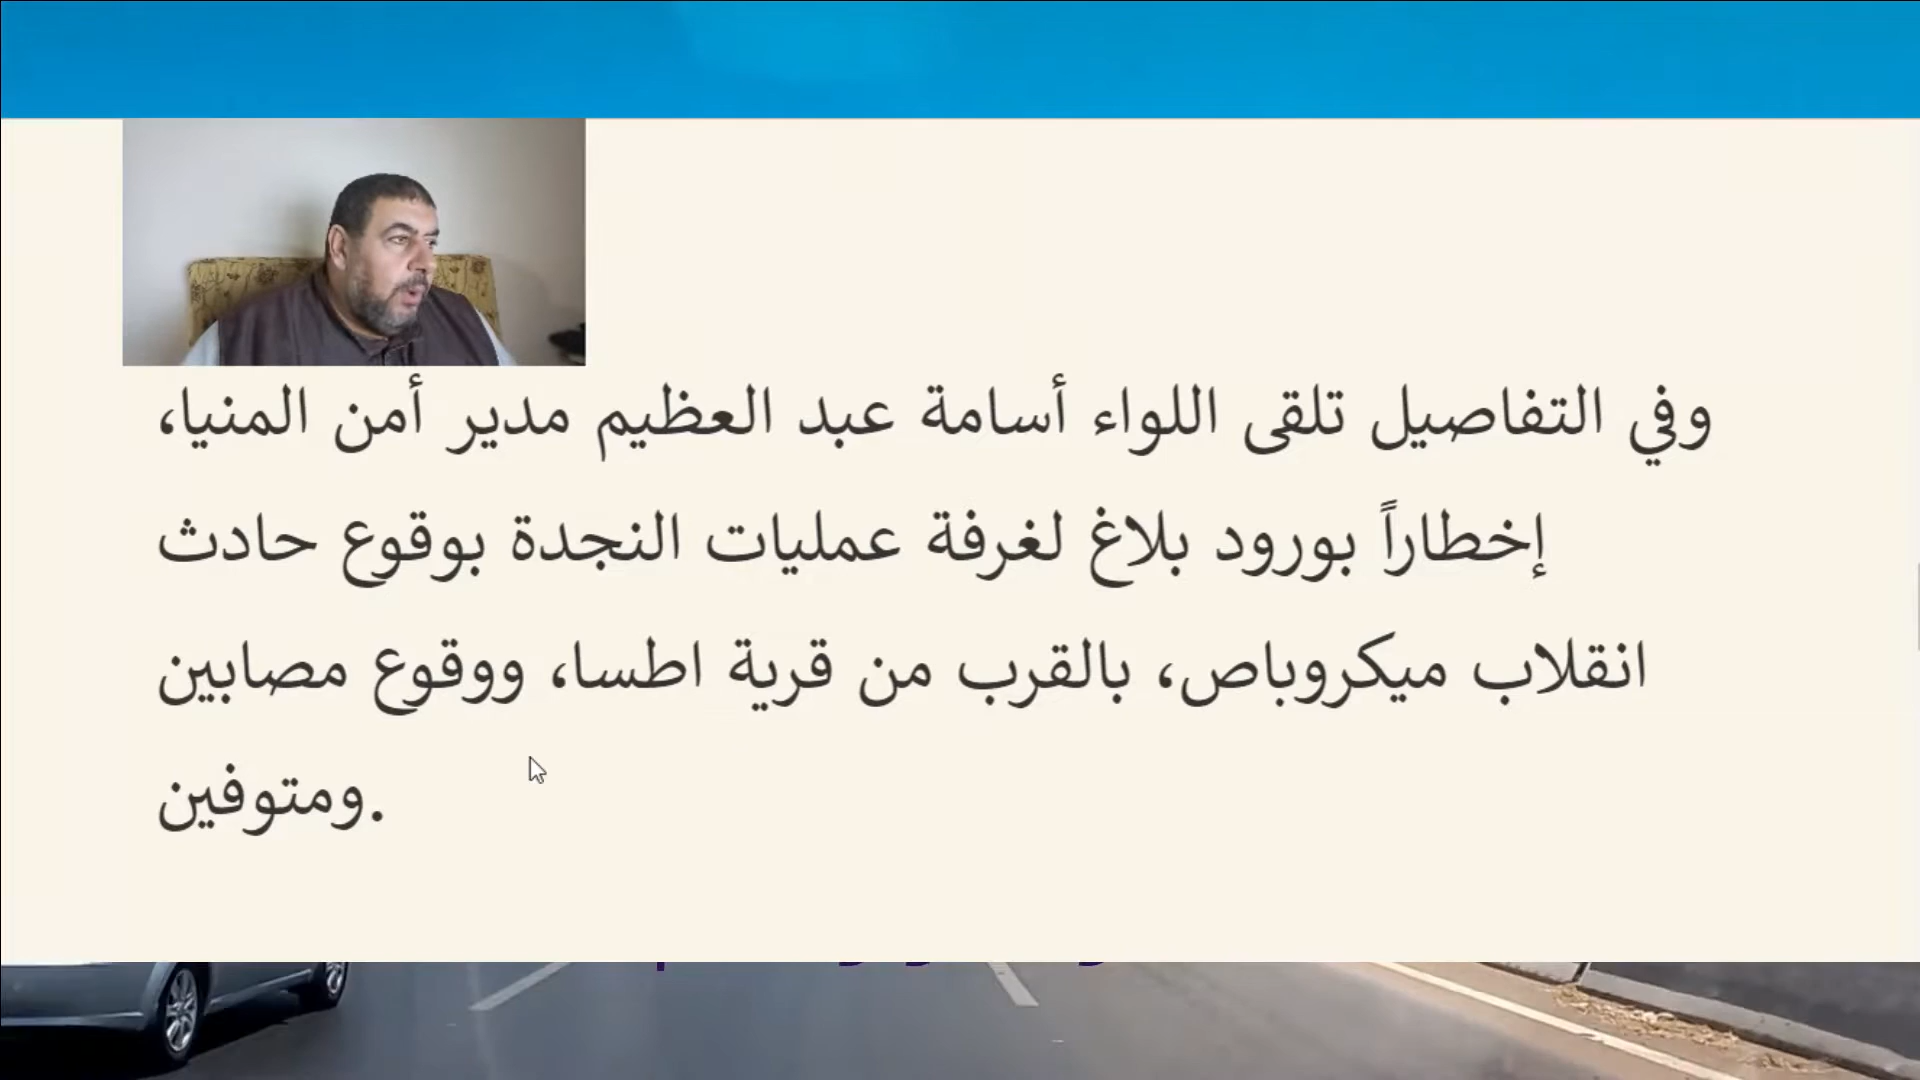 وفي التفاصيل تلقى اللواء أسامة عبد العظيم مدير أمن المنيا،
إخطاراً بورود بلاغ لغرفة عمليات النجدة بوقوع حادث
انقلاب ميكروباص، بالقرب من قرية اطسا، ووقوع مصابين
.ومتوفين